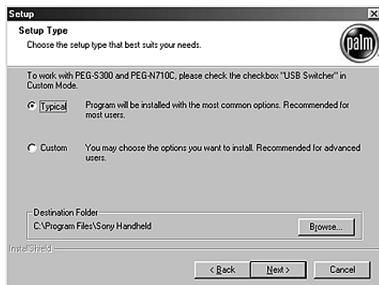 Setup
Setup Type
Choose the setup type that best suits your needs.
palm
To work with PEG-S300 and PEG-N710C, please check the checkbox "USB Switcher" in
Custom Mode.
Typical Program will be installed with the most common options. Recommended for
most users.
Custom You may choose the options you want to install. Recommended for advanced
users.
Destination Folder
C:\Program Files\Sony Handheld
Browse...
InstallShield
< Back
Next >
Cancel